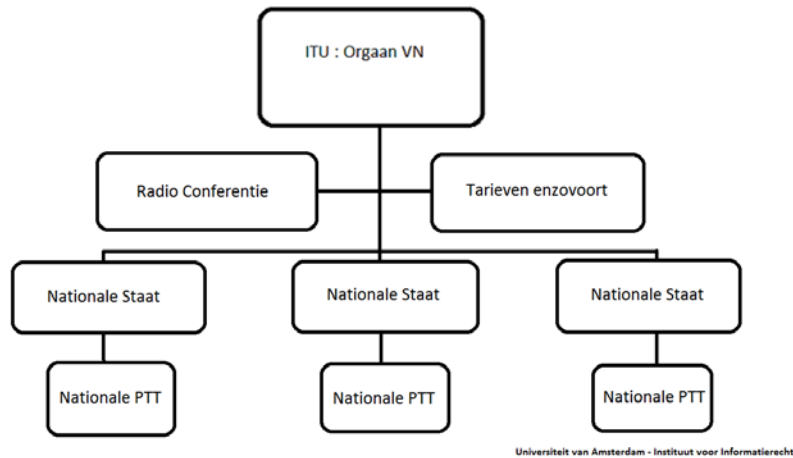 ITU : Orgaan VN
Radio Conferentie
Tarieven enzovoort
Nationale Staat
Nationale Staat
Nationale Staat
Nationale PTT
Nationale PTT
Nationale PTT
Universiteit van Amsterdam - Instituut voor Informatierecht